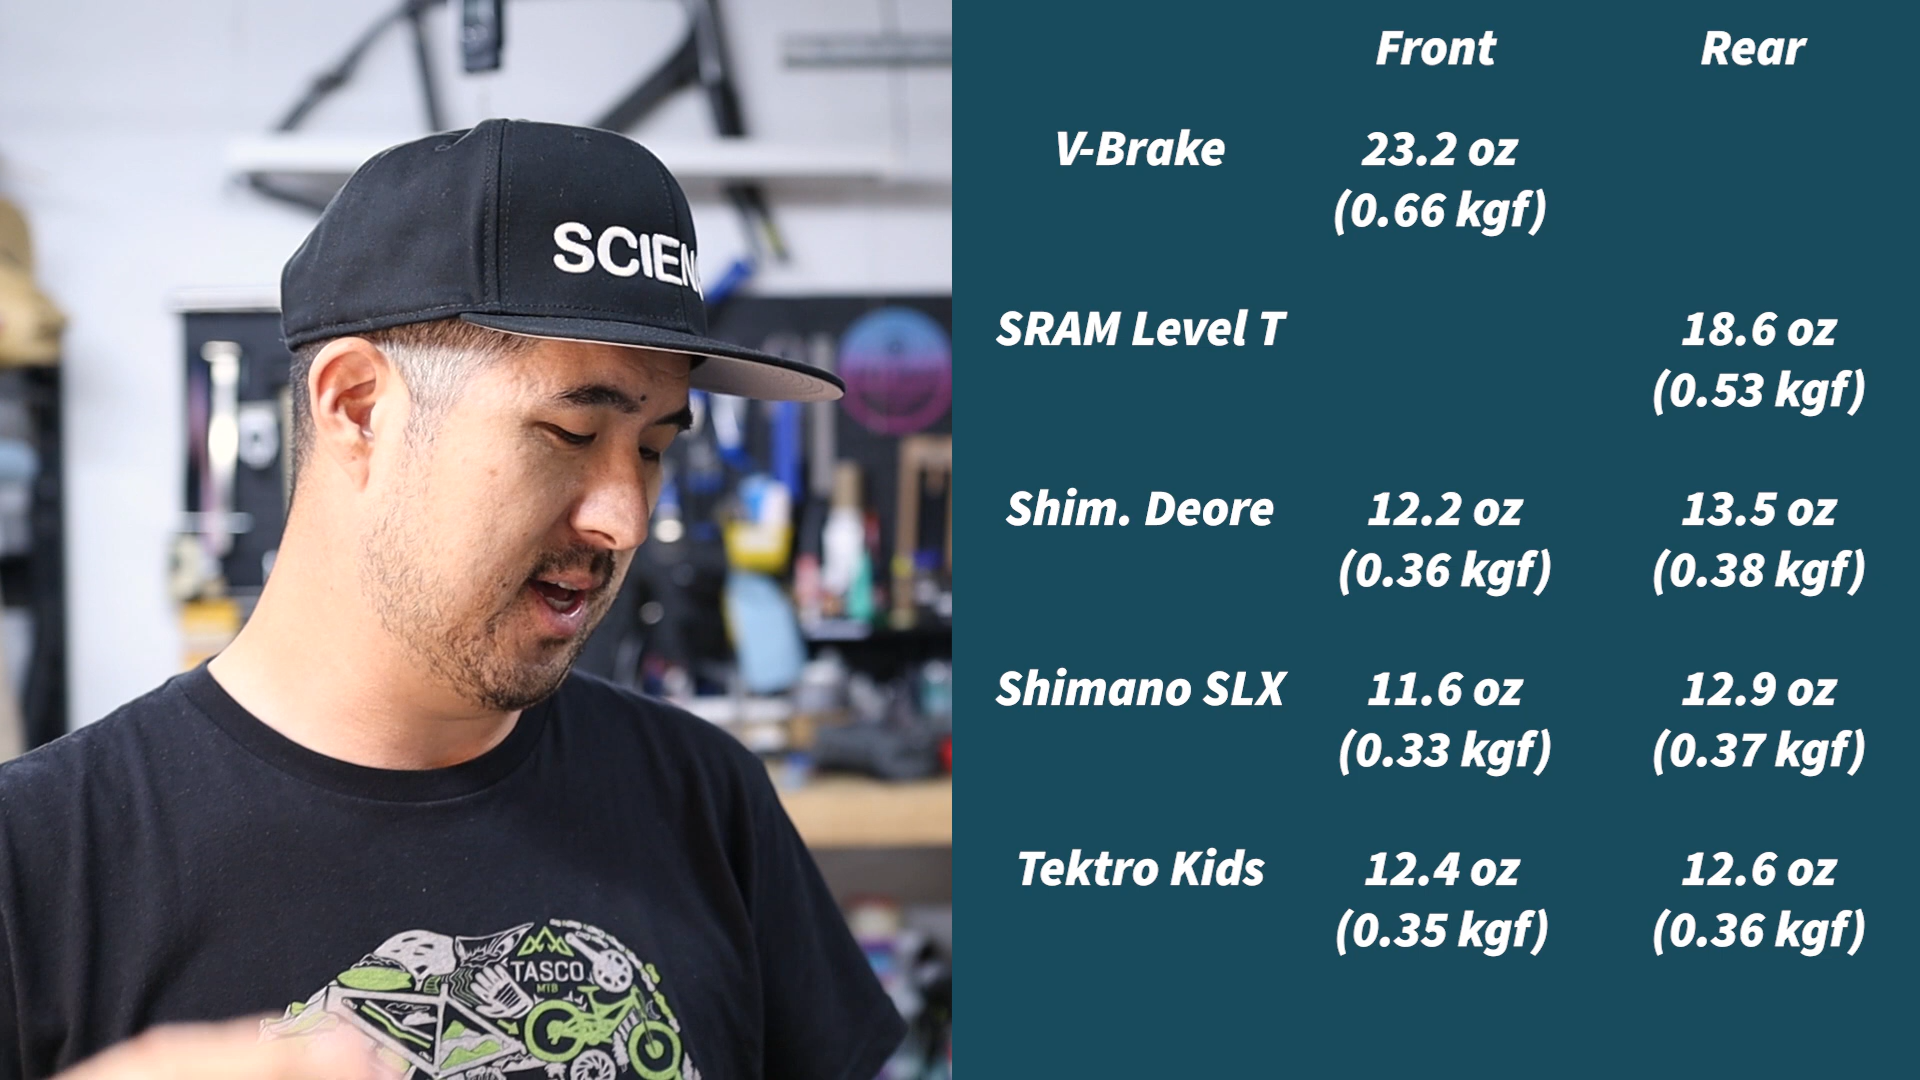 SCIEN
TASCO
MTB
Front Rear
V-Brake 23.2 oz
(0.66 kgf)
SRAM Level T 18.6 oz
(0.53 kgf)
Shim. Deore 12.2 oz 13.5 oz
(0.36 kgf) (0.38 kgf)
Shimano SLX 11.6 oz 12.9 oz
(0.33 kgf) (0.37 kgf)
Tektro Kids 12.4 oz 12.6 oz
(0.35 kgf) (0.36 kgf)